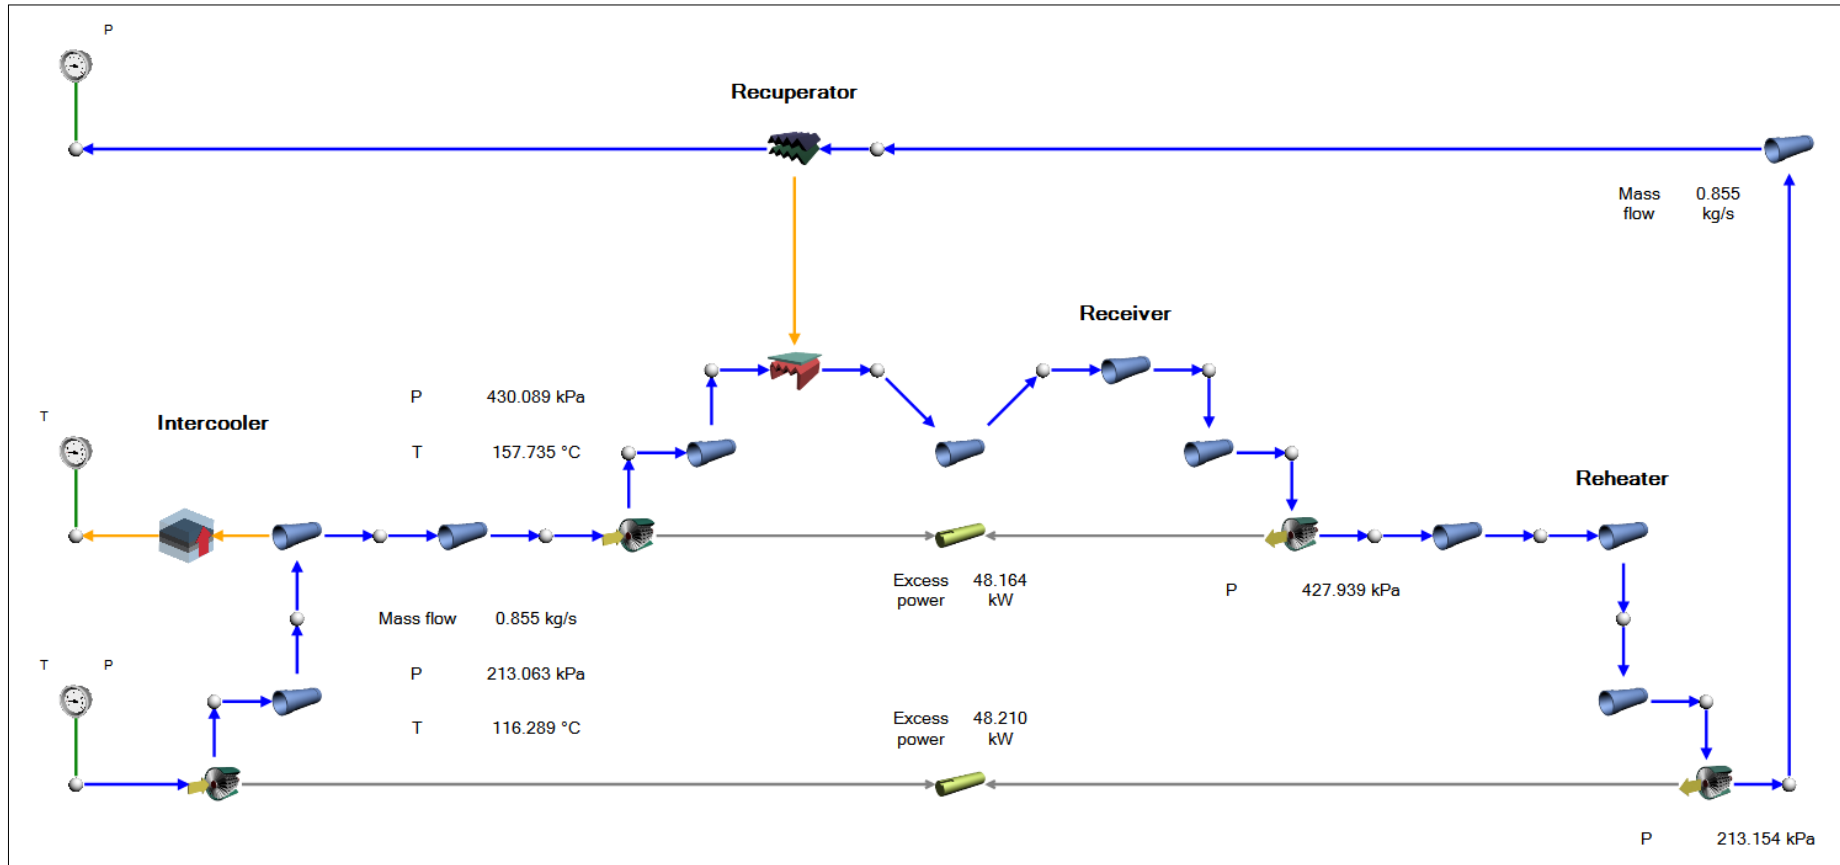 P
Recuperator
Mass flow 0.855 kg/s
Receiver
P 430.089 kPa
T
Intercooler
T 157.735 °C
Reheater
Excess power 48.164 kW
P 427.939 kPa
Mass flow 0.855 kg/s
T P
P 213.063 kPa
Excess power 48.210 kW
T 116.289 °C
P 213.154 kPa